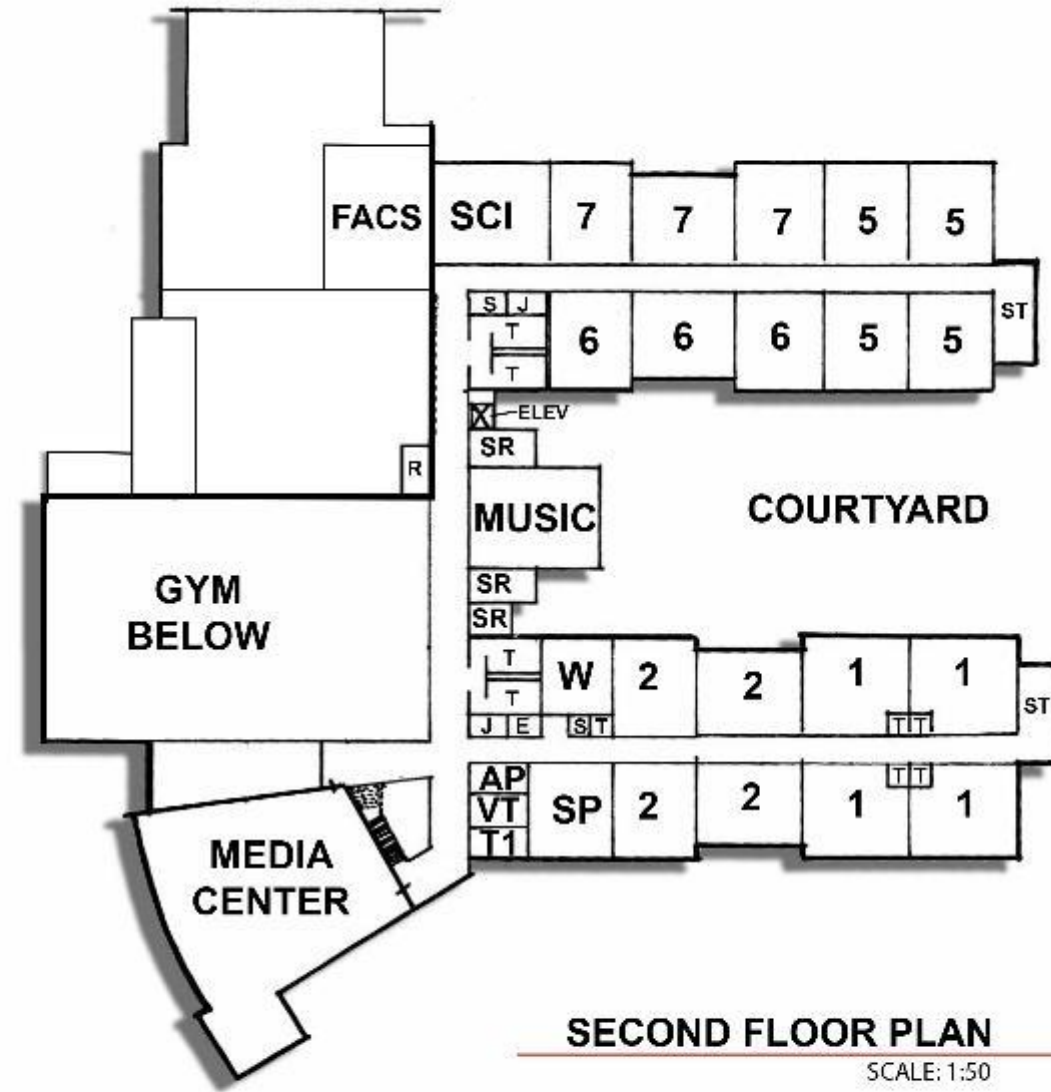 FACS
SCI
7
7
7
5
5
S
J
T
T
6
6
6
5
5
ST
ELEV
SR
R
MUSIC
COURTYARD
GYM
BELOW
SR
SR
T
T
W
2
2
1
1
ST
J
E
S
T
T
T
AP
VT
T1
SP
2
2
1
1
T
T
MEDIA
CENTER
SECOND FLOOR PLAN
SCALE: 1:50